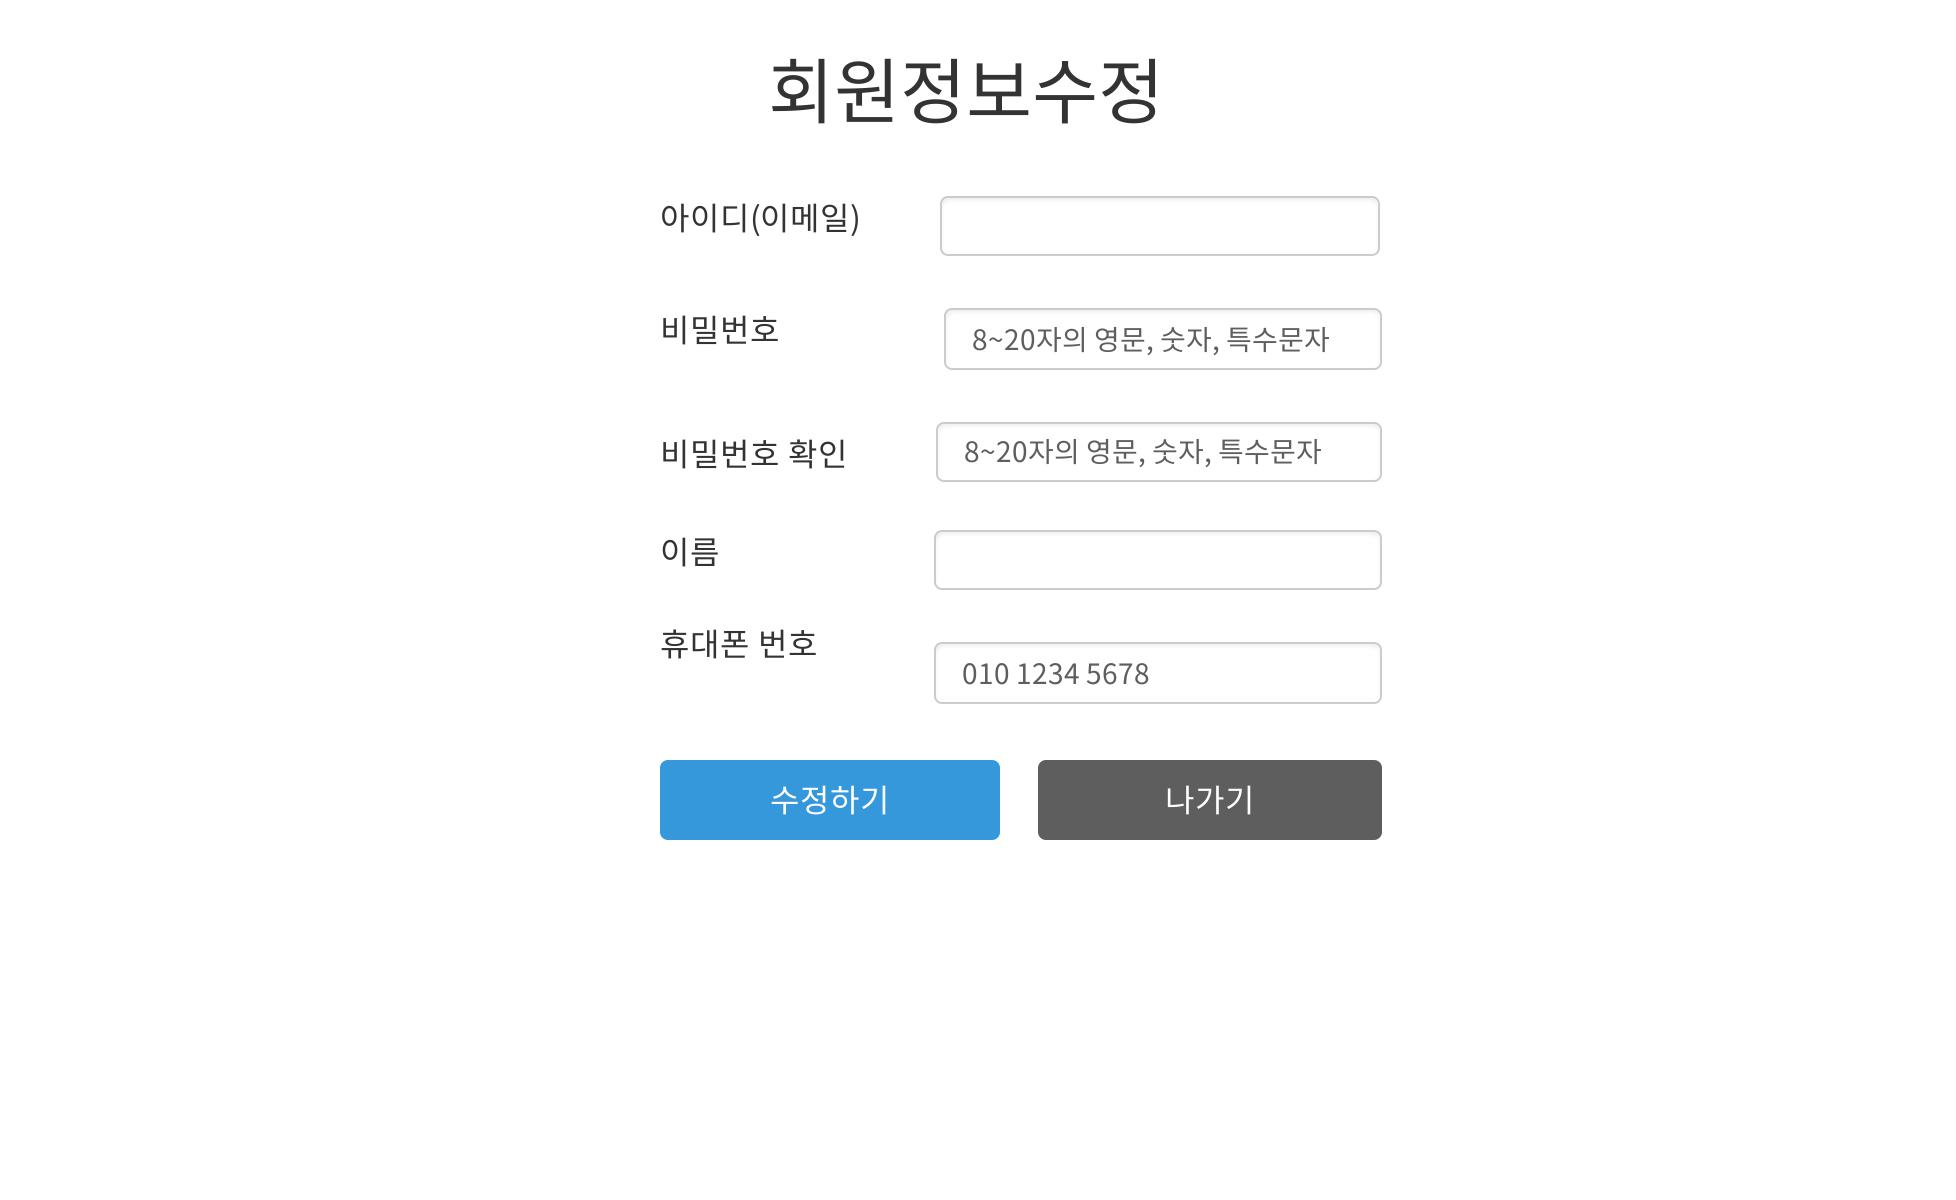 회원정보수정
아이디(이메일)
비밀번호
8~20자의 영문, 숫자, 특수문자
비밀번호 확인
8~20자의 영문, 숫자, 특수문자
이름
휴대폰 번호
010 1234 5678
수정하기
나가기